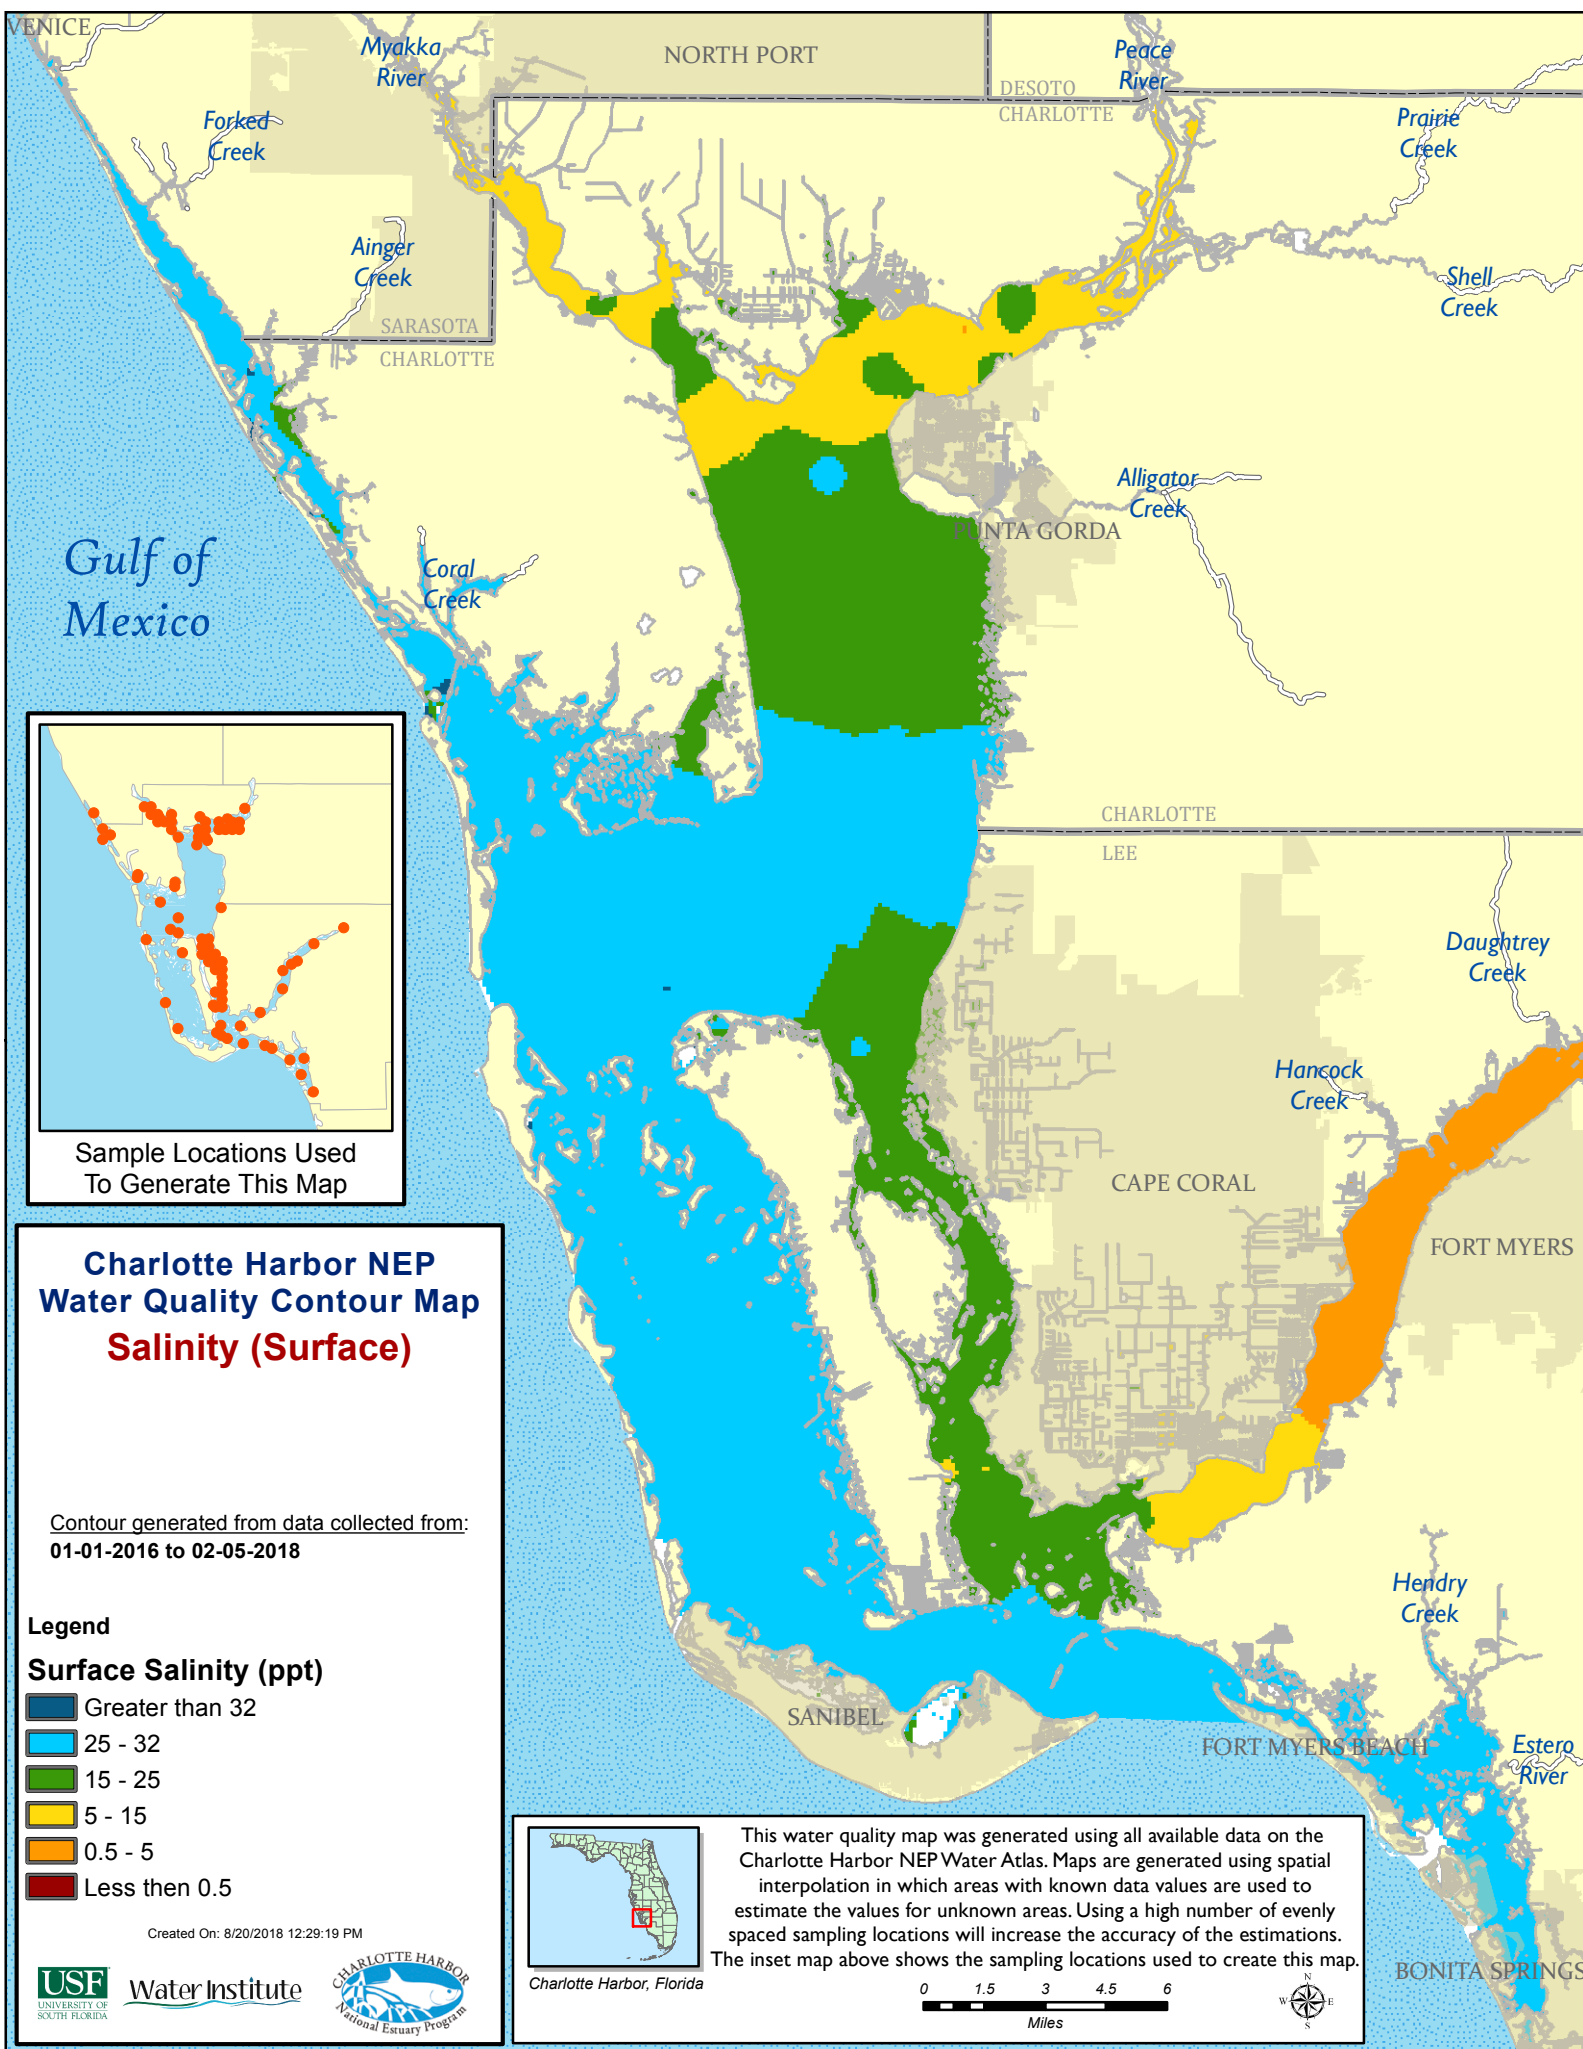 VENICE
Myakka
River
NORTH PORT
Peace
River
DESOTO
CHARLOTTE
Forked
Creek
Prairie
Creek
Ainger
Creek
Shell
Creek
SARASOTA
CHARLOTTE
Alligator
Creek
PUNTA GORDA
Gulf of
Mexico
Coral
Creek
CHARLOTTE
LEE
Daughtrey
Creek
Hancock
Creek
CAPE CORAL
FORT MYERS
Sample Locations Used
To Generate This Map
Charlotte Harbor NEP
Water Quality Contour Map
Salinity (Surface)
Contour generated from data collected from:
01-01-2016 to 02-05-2018
Hendry
Creek
SANIBEL
FORT MYERS BEACH
Estero
River
BONITA SPRINGS
Legend
Surface Salinity (ppt)
Greater than 32
25 - 32
15 - 25
5 - 15
0.5 - 5
Less then 0.5
Created On: 8/20/2018 12:29:19 PM
USF
UNIVERSITY OF
SOUTH FLORIDA
Water Institute
CHARLOTTE HARBOR
National Estuary Program
Charlotte Harbor, Florida
This water quality map was generated using all available data on the
Charlotte Harbor NEP Water Atlas. Maps are generated using spatial
interpolation in which areas with known data values are used to
estimate the values for unknown areas. Using a high number of evenly
spaced sampling locations will increase the accuracy of the estimations.
The inset map above shows the sampling locations used to create this map.
0 1.5 3 4.5 6
Miles
N
W E
S